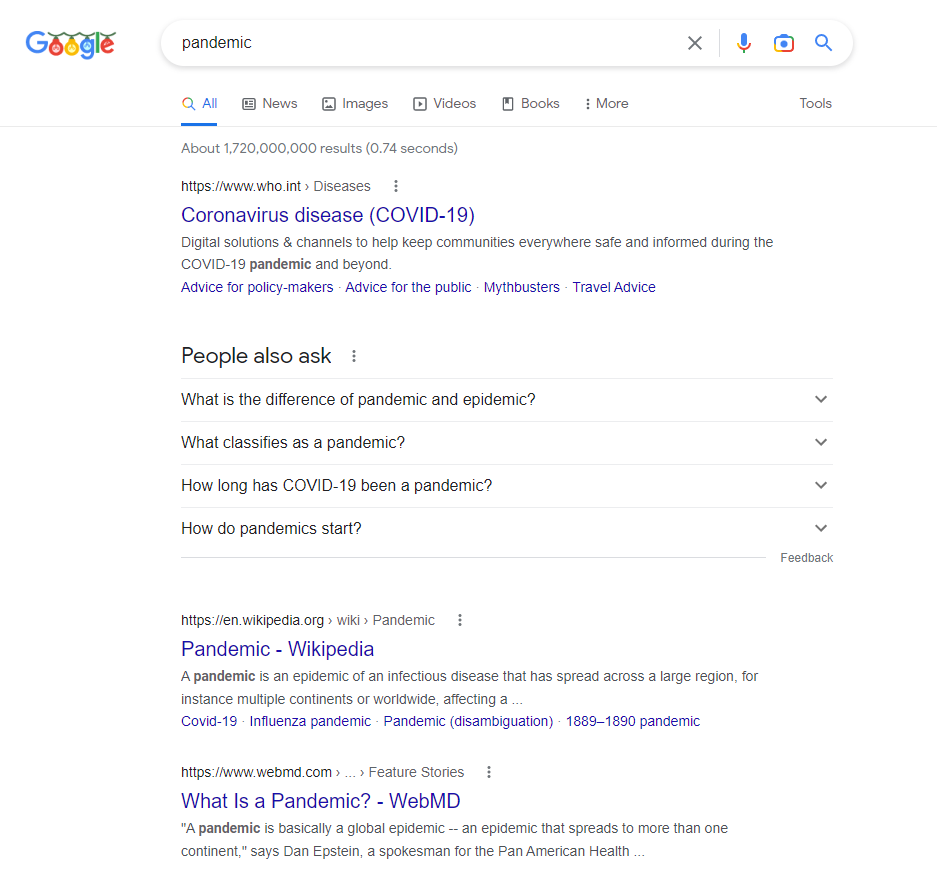 Google
pandemic
All News Images Videos Books More Tools
About 1,720,000,000 results (0.74 seconds)
https://www.who.int › Diseases
Coronavirus disease (COVID-19)
Digital solutions & channels to help keep communities everywhere safe and informed during the
COVID-19 pandemic and beyond.
Advice for policy-makers · Advice for the public · Mythbusters · Travel Advice
People also ask
What is the difference of pandemic and epidemic?
What classifies as a pandemic?
How long has COVID-19 been a pandemic?
How do pandemics start?
Feedback
https://en.wikipedia.org › wiki › Pandemic
Pandemic - Wikipedia
A pandemic is an epidemic of an infectious disease that has spread across a large region, for
instance multiple continents or worldwide, affecting a ...
Covid-19 · Influenza pandemic · Pandemic (disambiguation) · 1889–1890 pandemic
https://www.webmd.com › ... › Feature Stories
What Is a Pandemic? - WebMD
"A pandemic is basically a global epidemic -- an epidemic that spreads to more than one
continent," says Dan Epstein, a spokesman for the Pan American Health ...